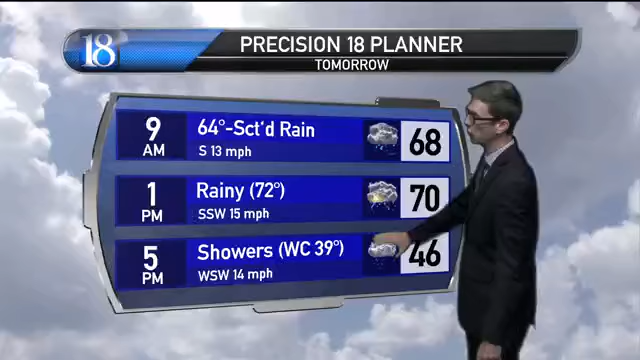 18
PRECISION 18 PLANNER
TOMORROW
9 AM
64°-Sct'd Rain
S 13 mph
68
1 PM
Rainy (72°)
SSW 15 mph
70
5 PM
Showers (WC 39°)
WSW 14 mph
46